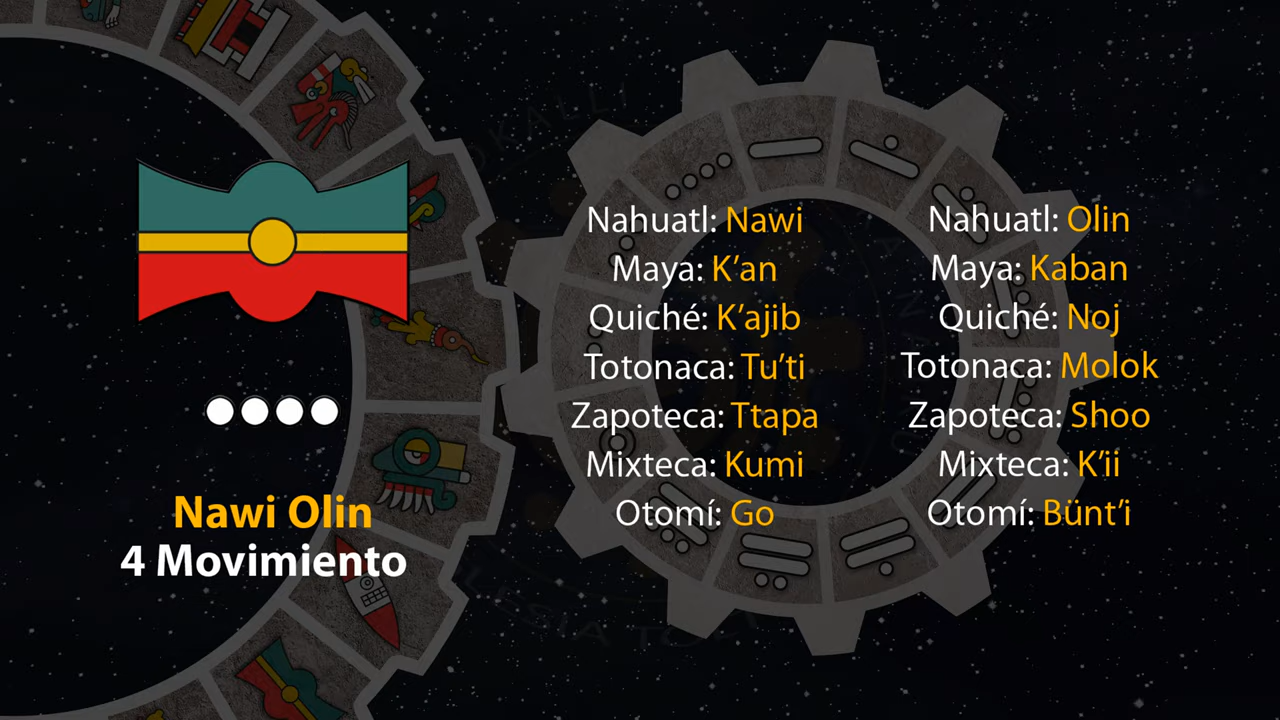 Nawi Olin
4 Movimiento
Nahuatl: Nawi
Maya: K’an
Quiché: K’ajib
Totonaca: Tu’ti
Zapoteca: Ttapa
Mixteca: Kumi
Otomí: Go
Nahuatl: Olin
Maya: Kaban
Quiché: Noj
Totonaca: Molok
Zapoteca: Shoo
Mixteca: K’ii
Otomí: Bünt’i